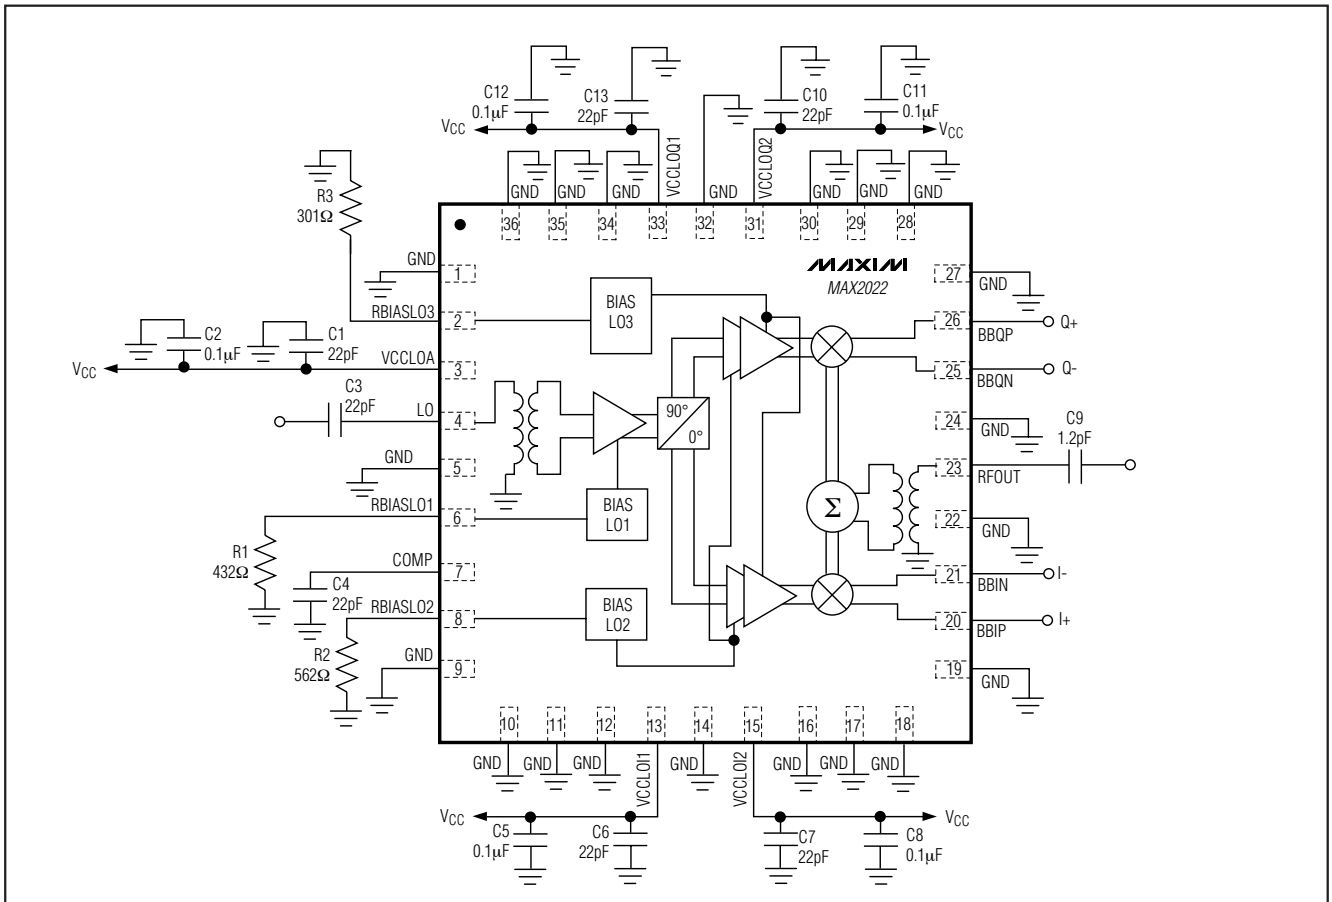 C12
0.1µF
C13
22pF
C10
22pF
C11
0.1µF
VCC
VCCLOQ1
GND
VCCLOQ2
VCC
GND
GND
GND
GND
GND
GND
R3
301Ω
36
35
34
33
32
31
30
29
28
GND
1
MAXIM
MAX2022
27
GND
RBIASLO3
2
BIAS
LO3
26
BBQP
Q+
C2
0.1µF
C1
22pF
VCC
VCCLOA
3
25
BBQN
Q-
C3
22pF
LO
4
90°
0°
24
GND
C9
1.2pF
GND
5
23
RFOUT
RBIASLO1
6
BIAS
LO1
Σ
22
GND
R1
432Ω
COMP
7
21
BBIN
I-
C4
22pF
RBIASLO2
8
BIAS
LO2
20
BBIP
I+
R2
562Ω
GND
9
19
GND
10
11
12
13
14
15
16
17
18
GND
GND
GND
VCCLOI1
GND
VCCLOI2
GND
GND
GND
VCC
C5
0.1µF
C6
22pF
C7
22pF
C8
0.1µF
VCC